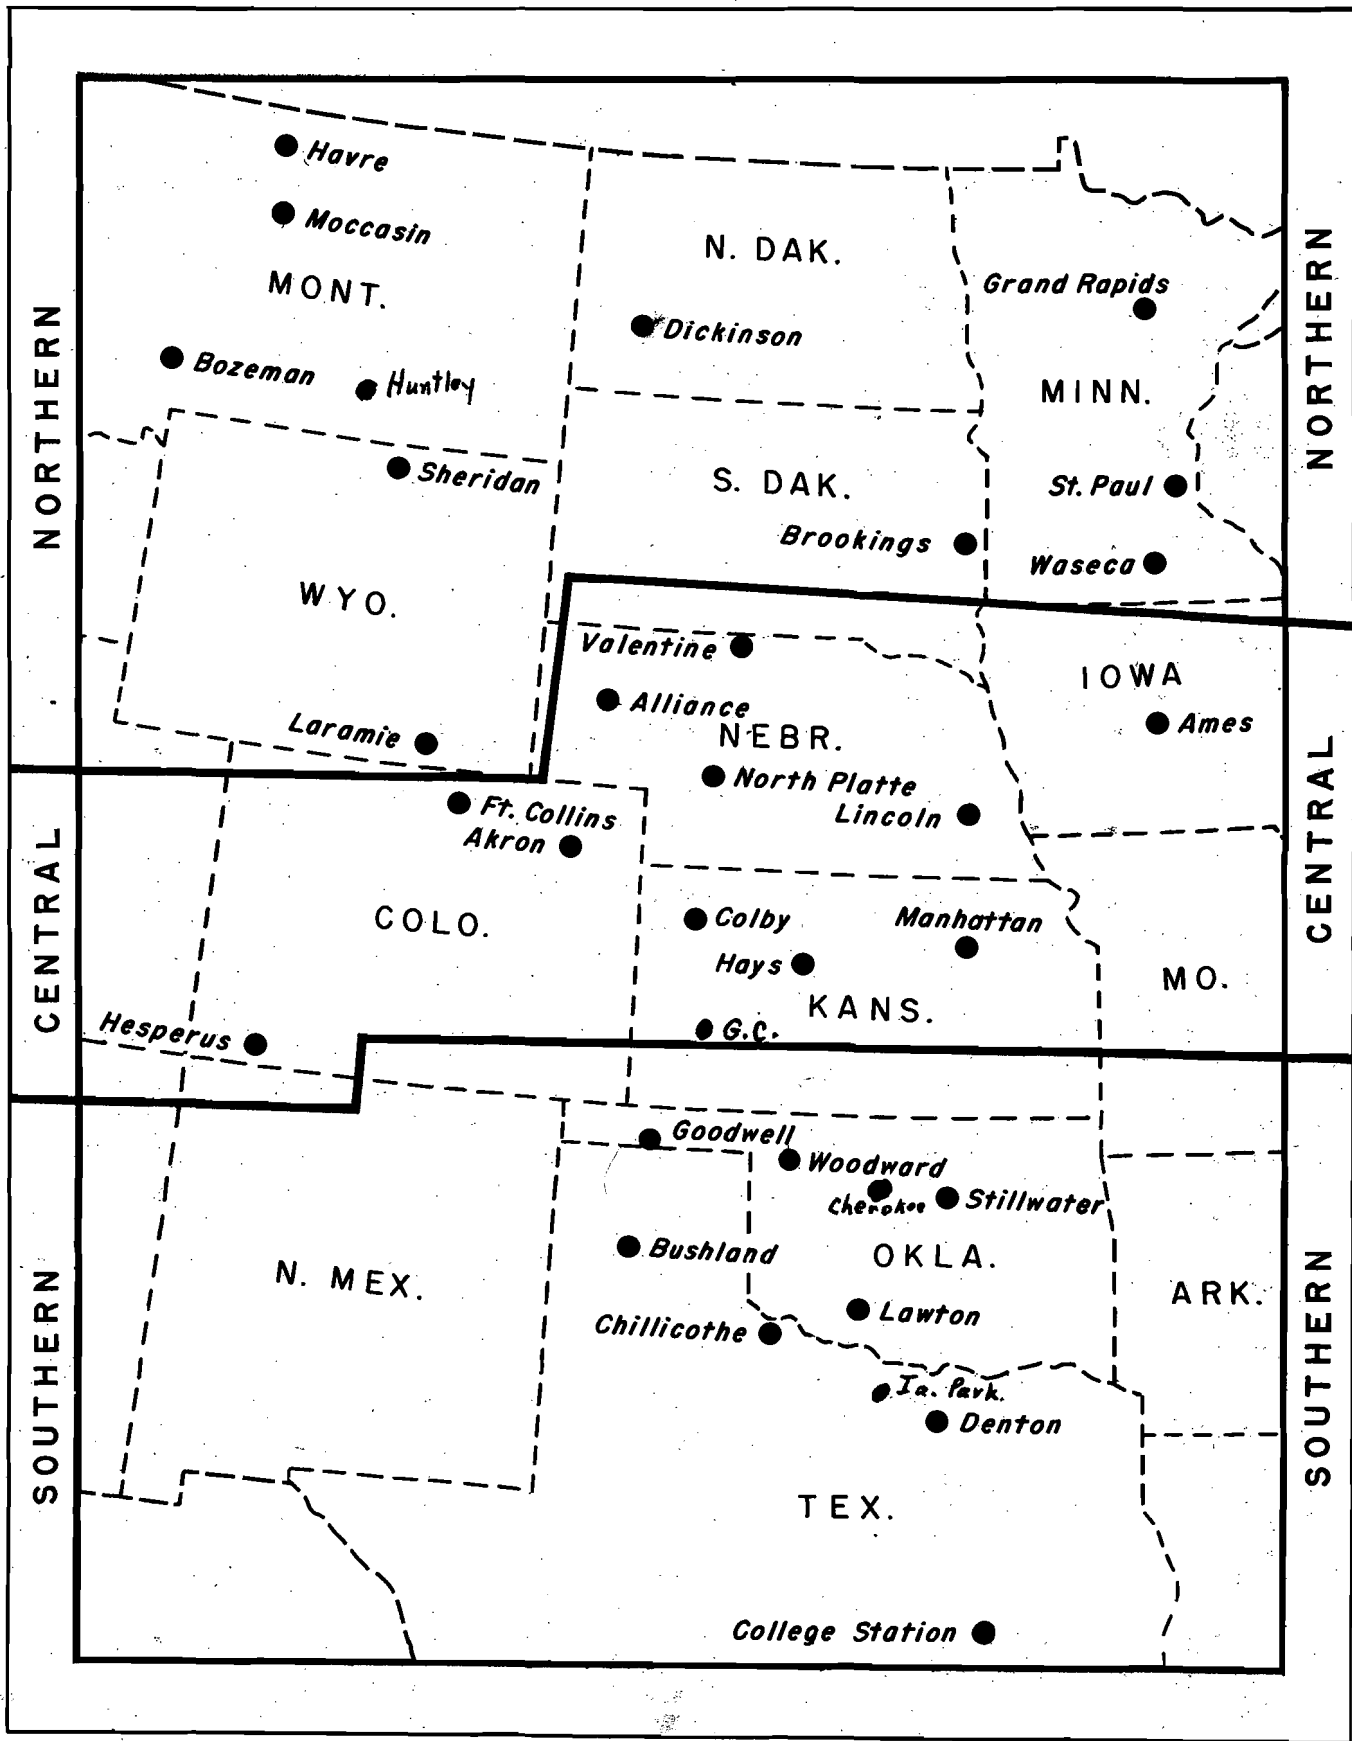 Havre
Moccasin
MONT.
N. DAK.
Grand Rapids
Dickinson
Bozeman
Huntley
MINN.
NORTHERN
NORTHERN
Sheridan
S. DAK.
St. Paul
Brookings
Waseca
WYO.
Valentine
IOWA
Alliance
Ames
NEBR.
Laramie
North Platte
Lincoln
Ft. Collins
Akron
CENTRAL
CENTRAL
COLO.
Colby
Manhattan
Hays
MO.
KANS.
G.C.
Hesperus
Goodwell
Woodward
Cherokee
Stillwater
Bushland
OKLA.
N. MEX.
ARK.
Lawton
Chillicothe
SOUTHERN
SOUTHERN
Ia. Park.
Denton
TEX.
College Station